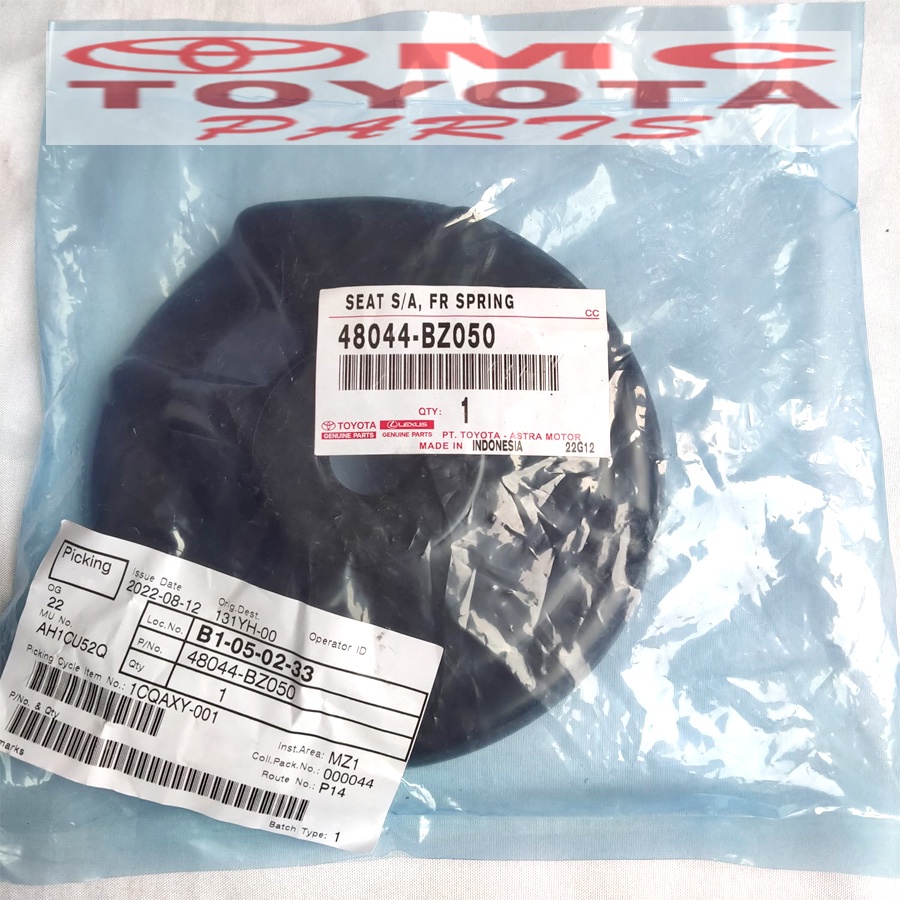 OMC
TOYOTA
PARTS
SEAT S/A, FR SPRING
CC
48044-BZ050
QTY: 1
TOYOTA LEXUS
GENUINE PARTS GENUINE PARTS PT. TOYOTA - ASTRA MOTOR
MADE IN INDONESIA 22G12
Picking
Issue Date
2022-08-12
Orig.Dest.
131YH-00
Operator ID
OG
22
MU No.
AH1CU52Q
Loc.No. B1-05-02-33
P/No. 48044-BZ050
Qty 1
Picking Cycle Item No.: 1CQAXY-001
P/No. & Qty
marks
Inst.Area: MZ1
Coll.Pack.No.: 000044
Route No.: P14
Batch Type: 1